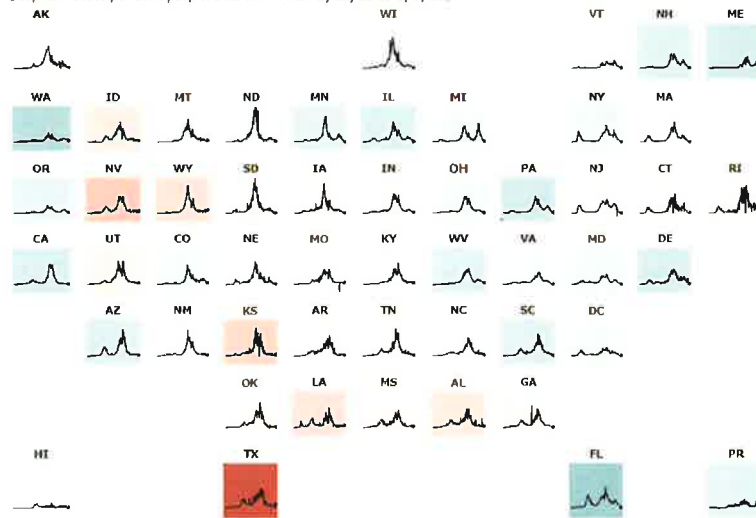 AK WI VT NH ME
WA ID MT ND MN IL MI NY MA
OR NV WY SD IA IN OH PA NJ CT RI
CA UT CO NE MO KY WV VA MD DE
AZ NM KS AR TN NC SC DC
OK LA MS AL GA
HI TX FL PR